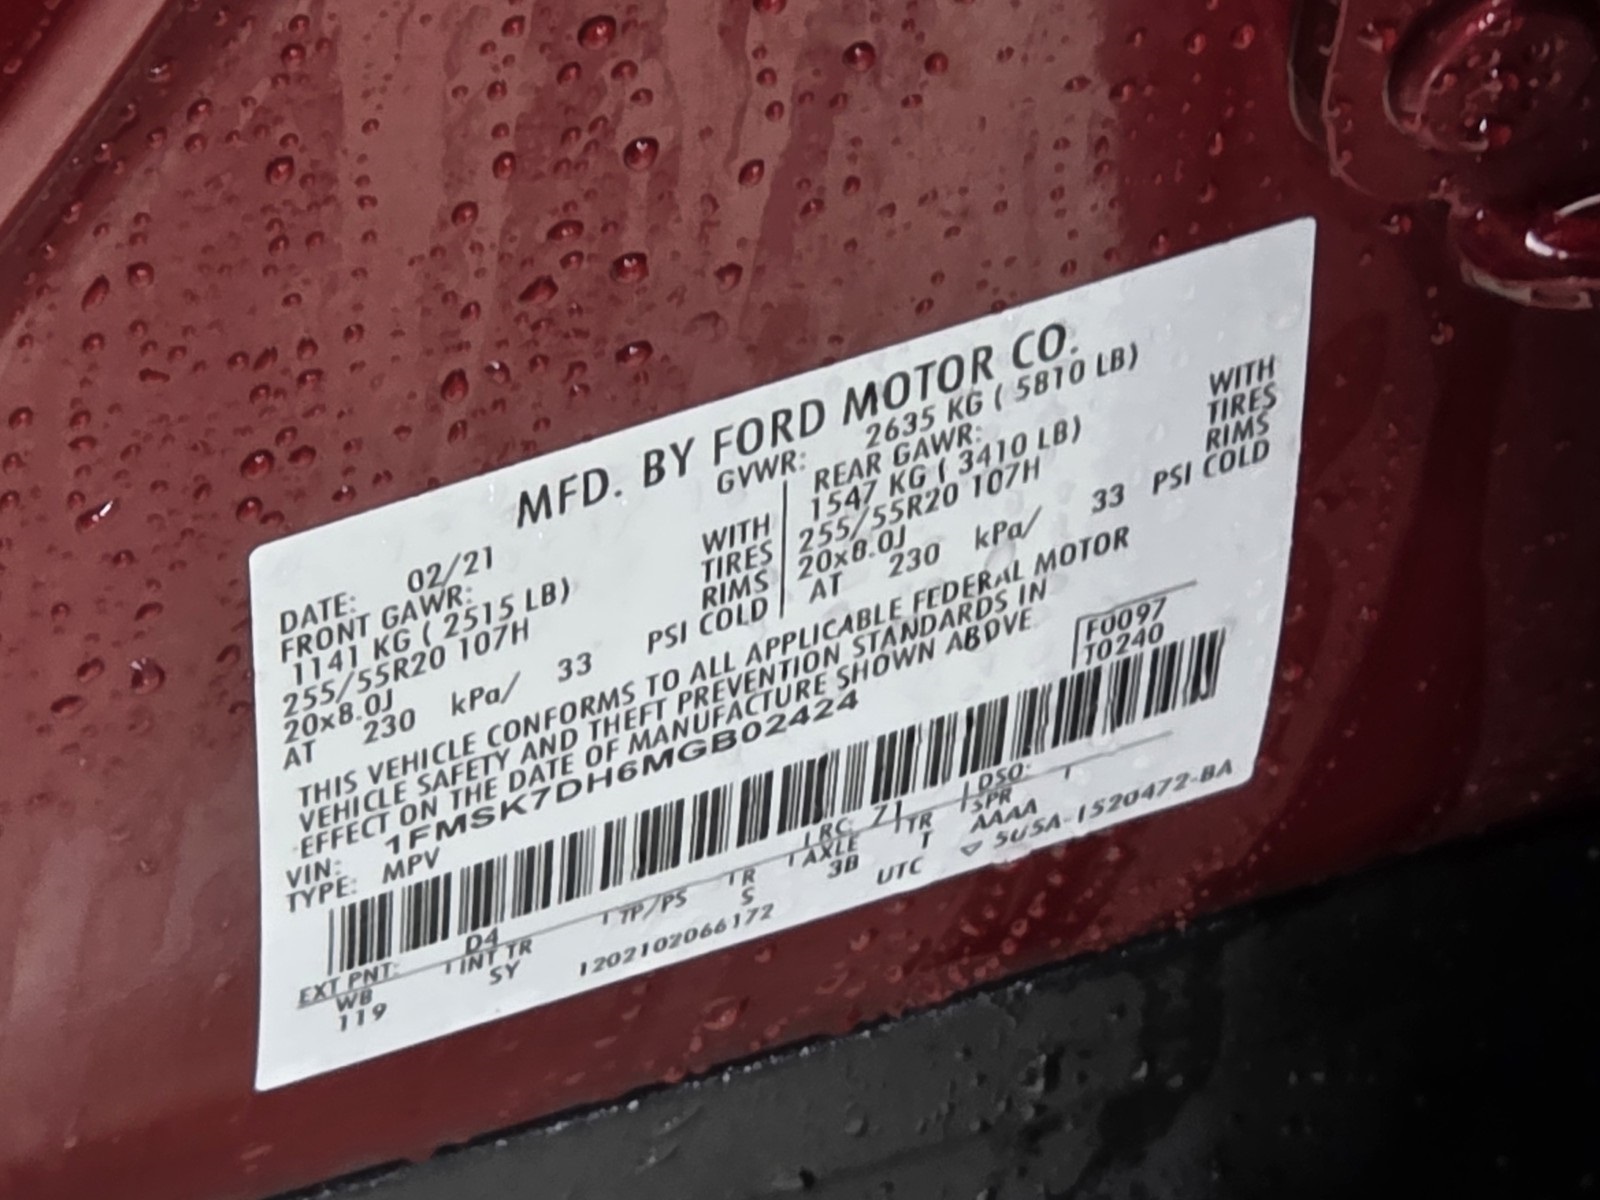 MFD. BY FORD MOTOR CO.
DATE: 02/21
GVWR: 2635 KG ( 5810 LB)
FRONT GAWR:
1141 KG ( 2515 LB) WITH
255/55R20 107H TIRES
20x8.0J RIMS
AT 230 kPa/ 33 PSI COLD
REAR GAWR:
1547 KG ( 3410 LB) WITH
255/55R20 107H TIRES
20x8.0J RIMS
AT 230 kPa/ 33 PSI COLD
THIS VEHICLE CONFORMS TO ALL APPLICABLE FEDERAL MOTOR
VEHICLE SAFETY AND THEFT PREVENTION STANDARDS IN
EFFECT ON THE DATE OF MANUFACTURE SHOWN ABOVE
VIN: 1FMSK7DH6MGB02424
TYPE: MPV
F0097
T0240
EXT PNT: D4 RC: 71 DSO:
WB INT TR TP/PS R AXLE TR SPR
119 SY S 3B T AAAA
1202102066172 UTC ▽ 5U5A-1520472-BA